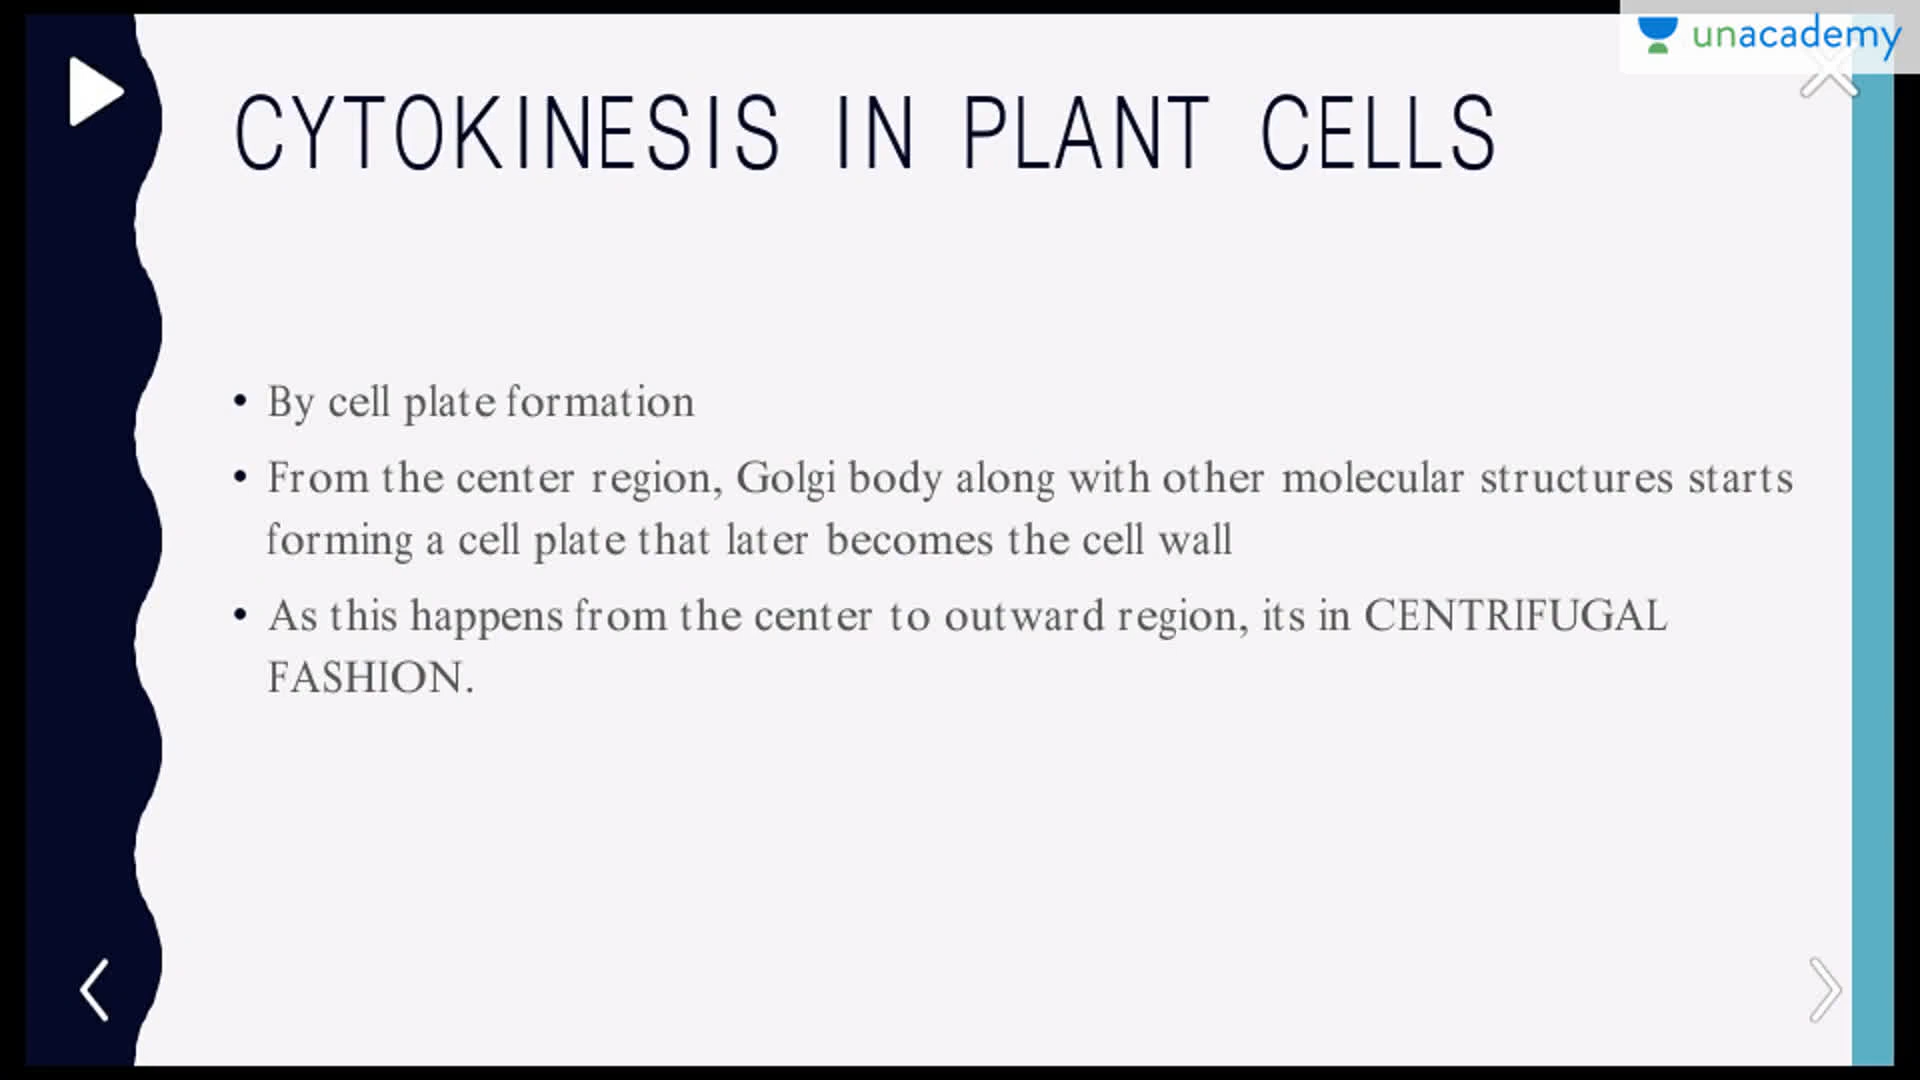 unacademy
CYTOKINESIS IN PLANT CELLS
• By cell plate formation
• From the center region, Golgi body along with other molecular structures starts
forming a cell plate that later becomes the cell wall
• As this happens from the center to outward region, its in CENTRIFUGAL
FASHION.